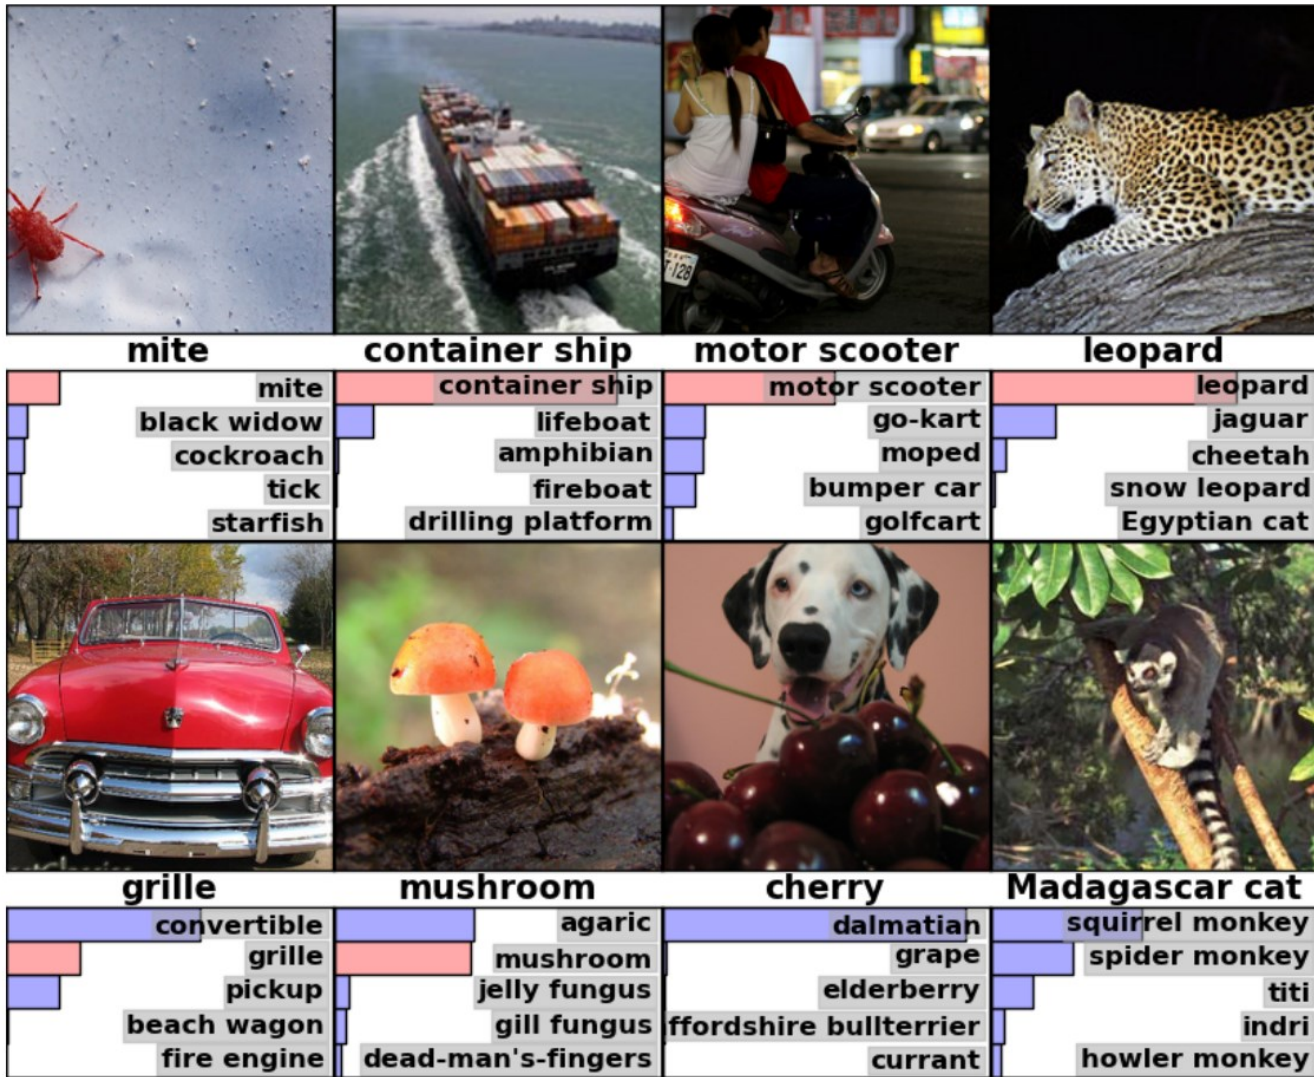 T-128
mite
container ship
motor scooter
leopard
mite
black widow
cockroach
tick
starfish
container ship
lifeboat
amphibian
fireboat
drilling platform
motor scooter
go-kart
moped
bumper car
golfcart
leopard
jaguar
cheetah
snow leopard
Egyptian cat
grille
mushroom
cherry
Madagascar cat
convertible
grille
pickup
beach wagon
fire engine
agaric
mushroom
jelly fungus
gill fungus
dead-man's-fingers
dalmatian
grape
elderberry
ffordshire bullterrier
currant
squirrel monkey
spider monkey
titi
indri
howler monkey